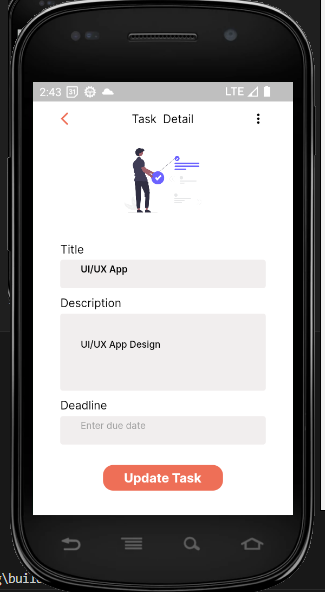 2:43 31 LTE
Task Detail
Title
UI/UX App
Description
UI/UX App Design
Deadline
Enter due date
Update Task
g\buil